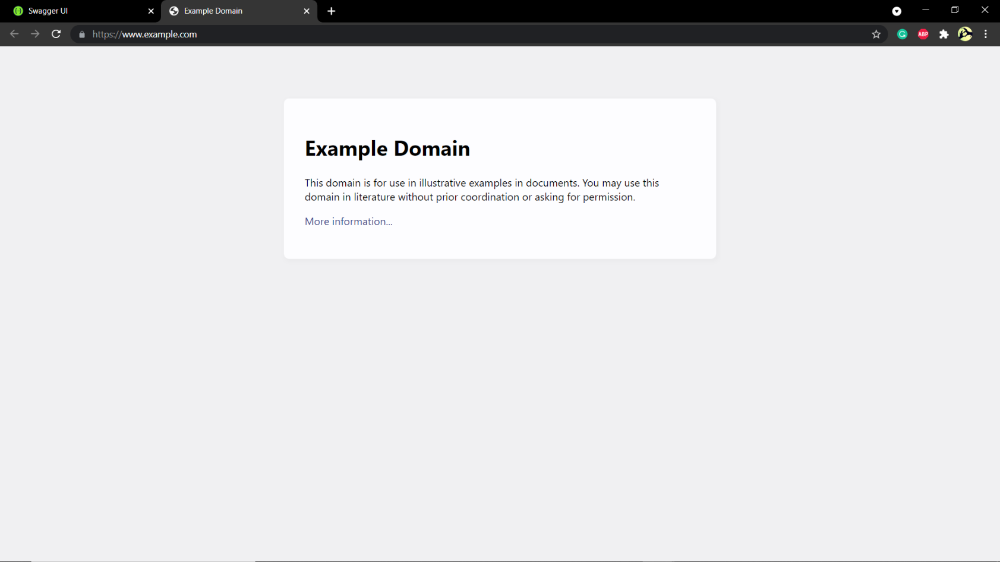 Swagger UI
Example Domain
https://www.example.com
ABP
Example Domain
This domain is for use in illustrative examples in documents. You may use this
domain in literature without prior coordination or asking for permission.
More information...